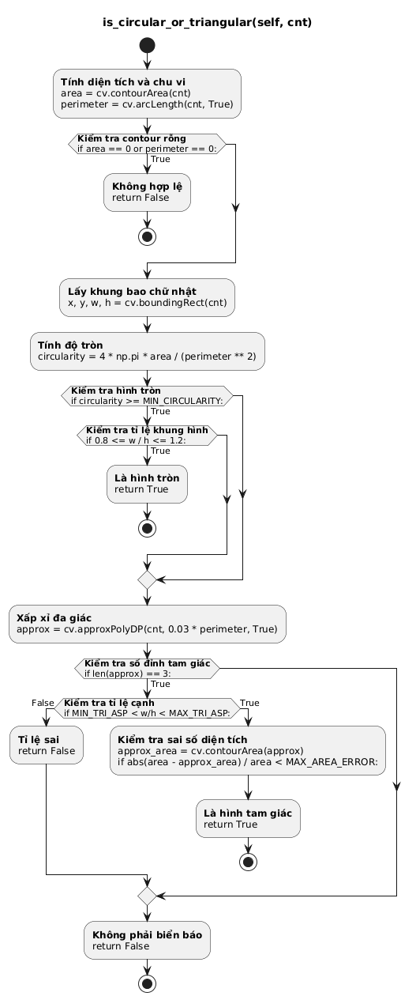 is_circular_or_triangular(self, cnt)
Tính diện tích và chu vi
area = cv.contourArea(cnt)
perimeter = cv.arcLength(cnt, True)
Kiểm tra contour rỗng
if area == 0 or perimeter == 0:
True
Không hợp lệ
return False
Lấy khung bao chữ nhật
x, y, w, h = cv.boundingRect(cnt)
Tính độ tròn
circularity = 4 * np.pi * area / (perimeter ** 2)
Kiểm tra hình tròn
if circularity >= MIN_CIRCULARITY:
True
Kiểm tra tỉ lệ khung hình
if 0.8 <= w / h <= 1.2:
True
Là hình tròn
return True
Xấp xỉ đa giác
approx = cv.approxPolyDP(cnt, 0.03 * perimeter, True)
Kiểm tra số đỉnh tam giác
if len(approx) == 3:
True
False
Kiểm tra tỉ lệ cạnh
if MIN_TRI_ASP < w/h < MAX_TRI_ASP:
True
Tỉ lệ sai
return False
Kiểm tra sai số diện tích
approx_area = cv.contourArea(approx)
if abs(area - approx_area) / area < MAX_AREA_ERROR:
Là hình tam giác
return True
Không phải biển báo
return False